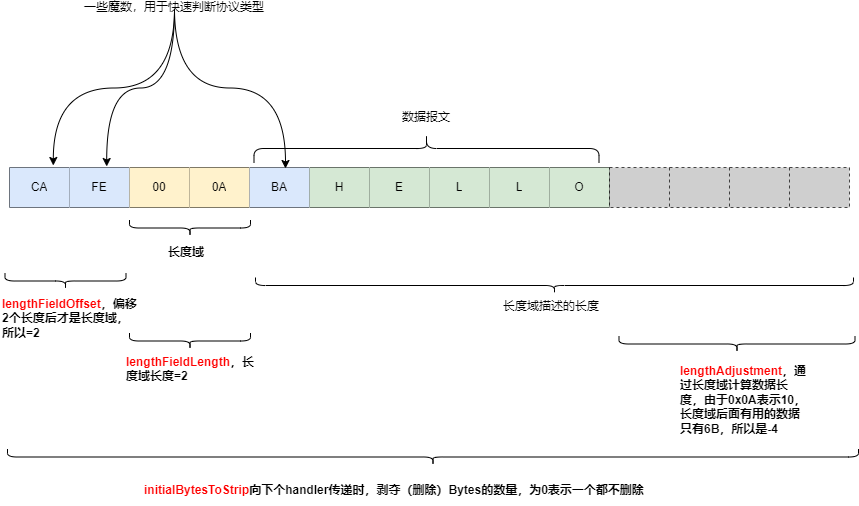 一些魔数，用于快速判断协议类型
数据报文
CA FE 00 0A BA H E L L O
长度域
lengthFieldOffset，偏移
2个长度后才是长度域，
所以=2
长度域描述的长度
lengthFieldLength，长
度域长度=2
lengthAdjustment，通
过长度域计算数据长
度，由于0x0A表示10，
长度域后面有用的数据
只有6B，所以是-4
initialBytesToStrip向下个handler传递时，剥夺（删除）Bytes的数量，为0表示一个都不删除